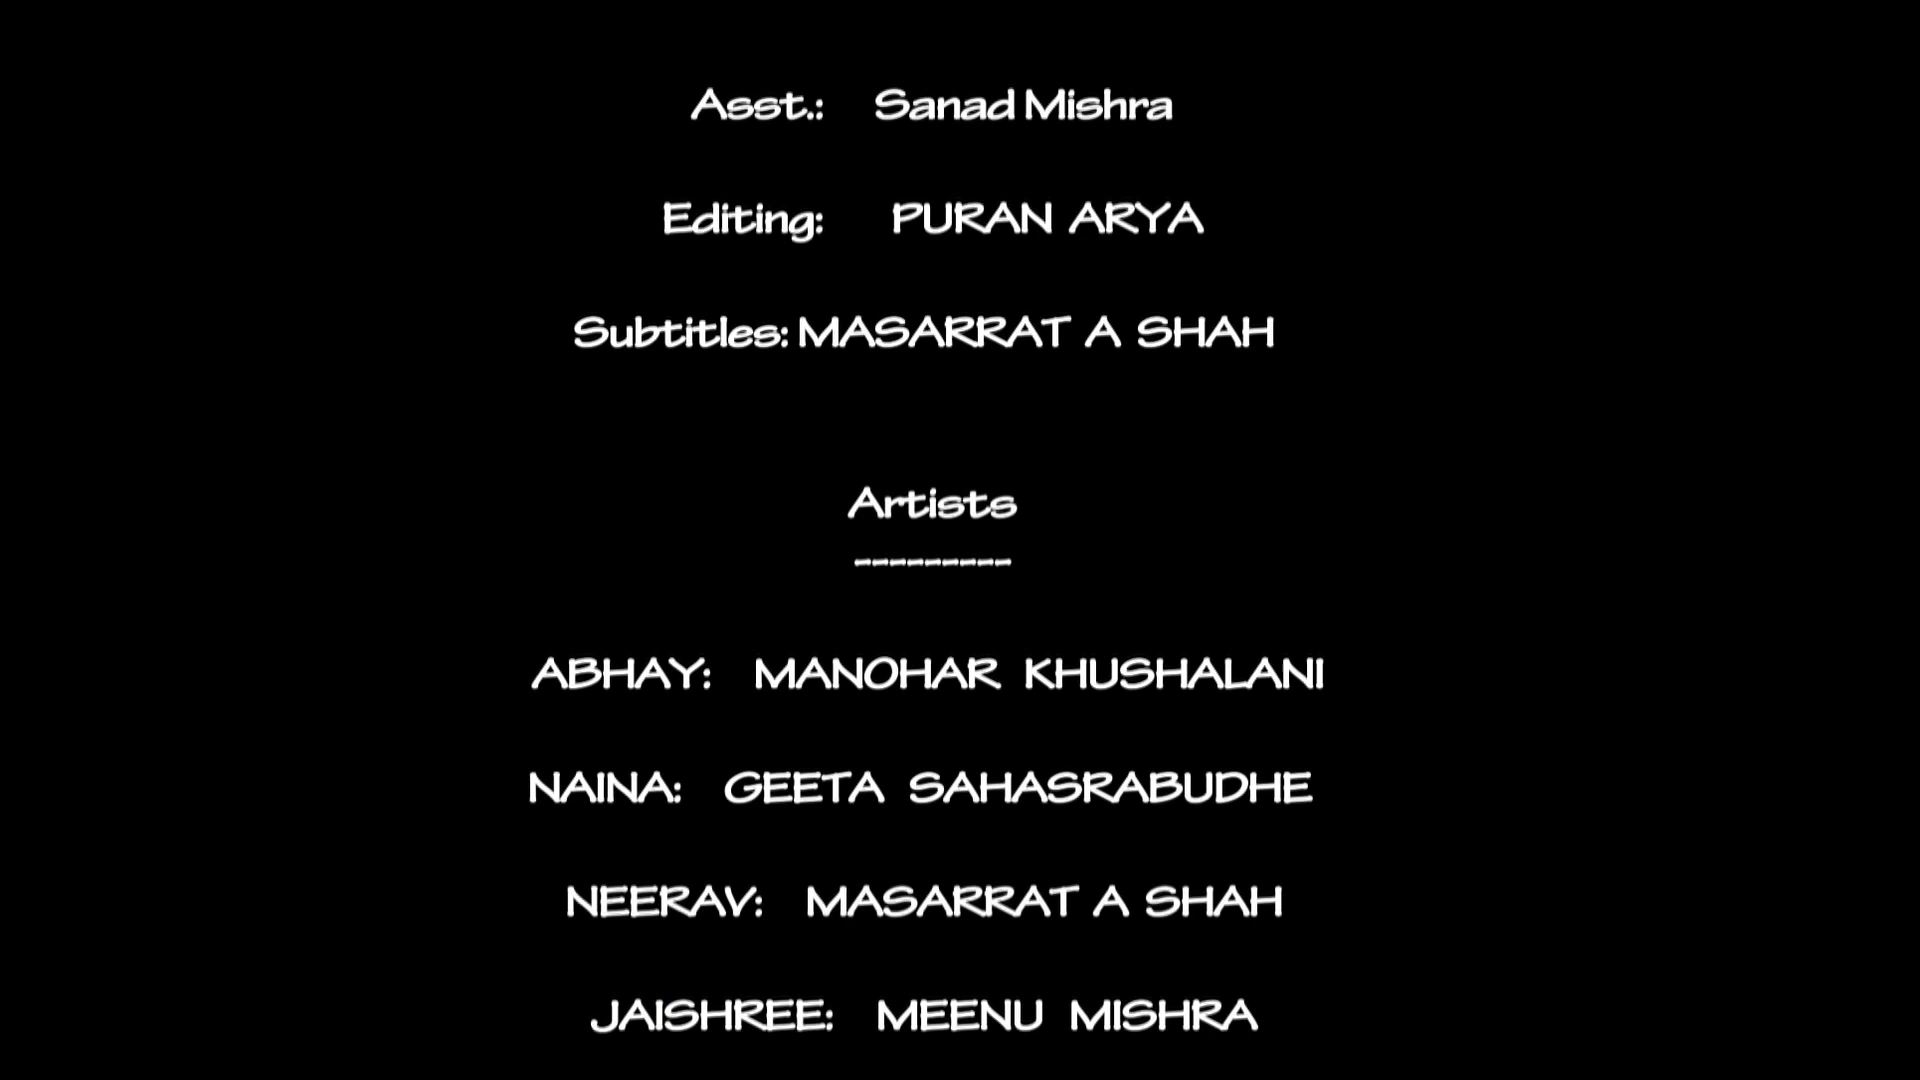 Asst.: Sanad Mishra
Editing: PURAN ARYA
Subtitles: MASARRAT A SHAH
Artists
---------
ABHAY: MANOHAR KHUSHALANI
NAINA: GEETA SAHASRABUDHE
NEERAV: MASARRAT A SHAH
JAISHREE: MEENU MISHRA